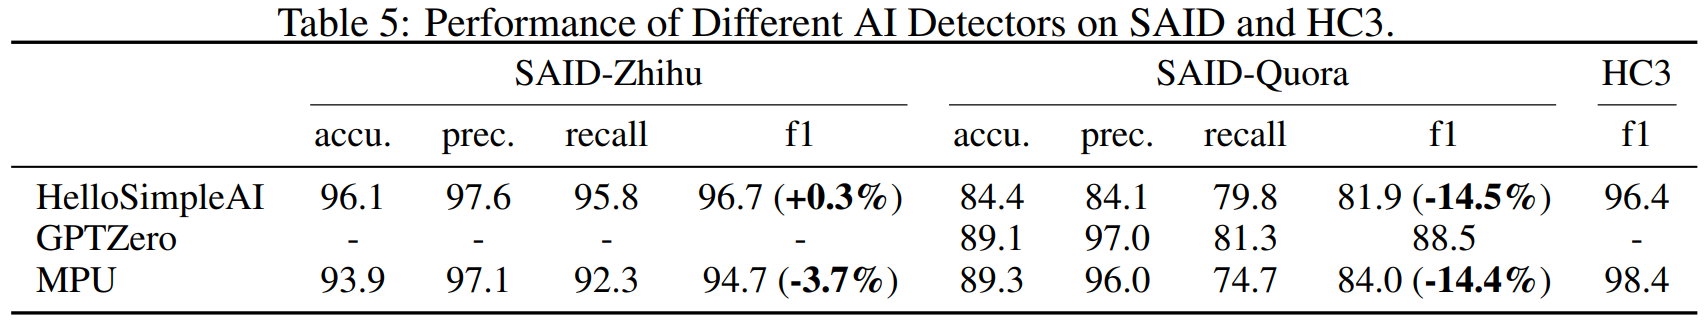 Table 5: Performance of Different AI Detectors on SAID and HC3.
SAID-Zhihu SAID-Quora HC3
accu. prec. recall f1 accu. prec. recall f1 f1
HelloSimpleAI 96.1 97.6 95.8 96.7 (+0.3%) 84.4 84.1 79.8 81.9 (-14.5%) 96.4
GPTZero - - - - 89.1 97.0 81.3 88.5 -
MPU 93.9 97.1 92.3 94.7 (-3.7%) 89.3 96.0 74.7 84.0 (-14.4%) 98.4